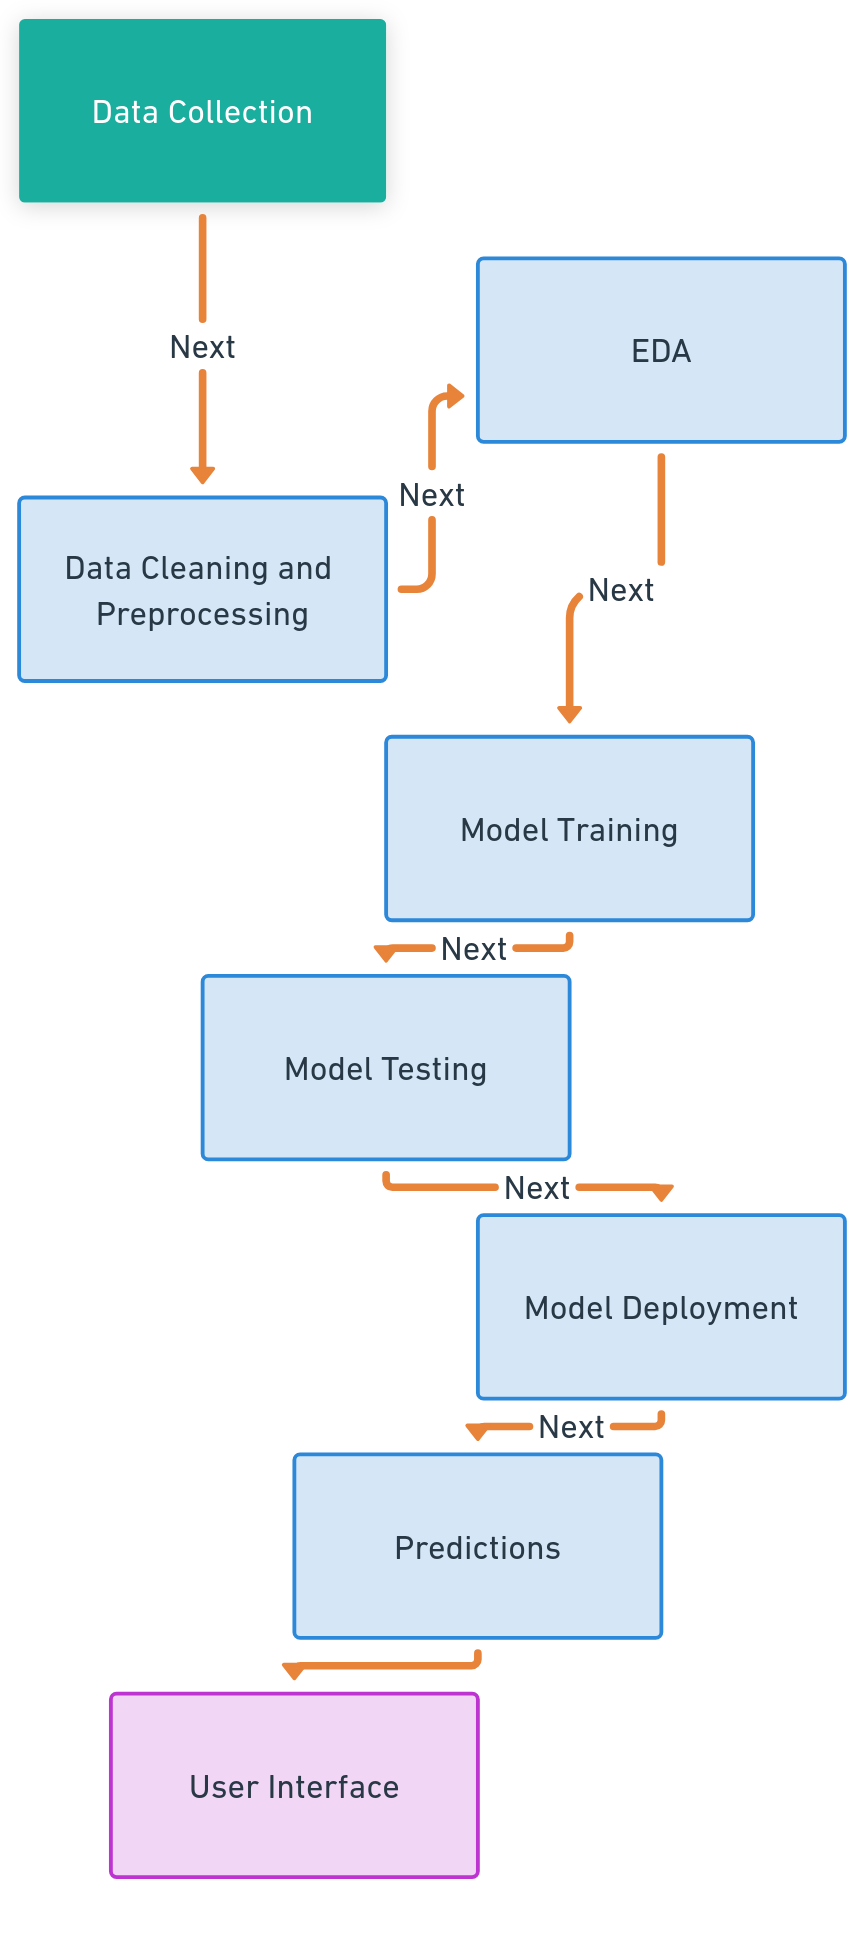 Data Collection
Next
EDA
Next
Data Cleaning and
Preprocessing
Next
Model Training
Next
Model Testing
Next
Model Deployment
Next
Predictions
User Interface